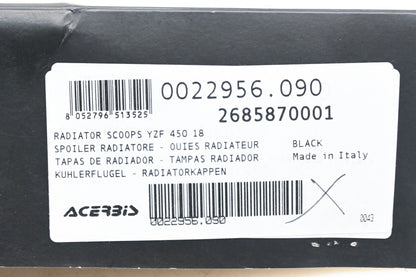 0022956.090
8 052796 513525
2685870001
RADIATOR SCOOPS YZF 450 18
SPOILER RADIATORE - OUIES RADIATEUR BLACK
TAPAS DE RADIADOR - TAMPAS RADIADOR Made in Italy
KUHLERFLUGEL - RADIATORKAPPEN
ACERBIS
0022956.090
0043